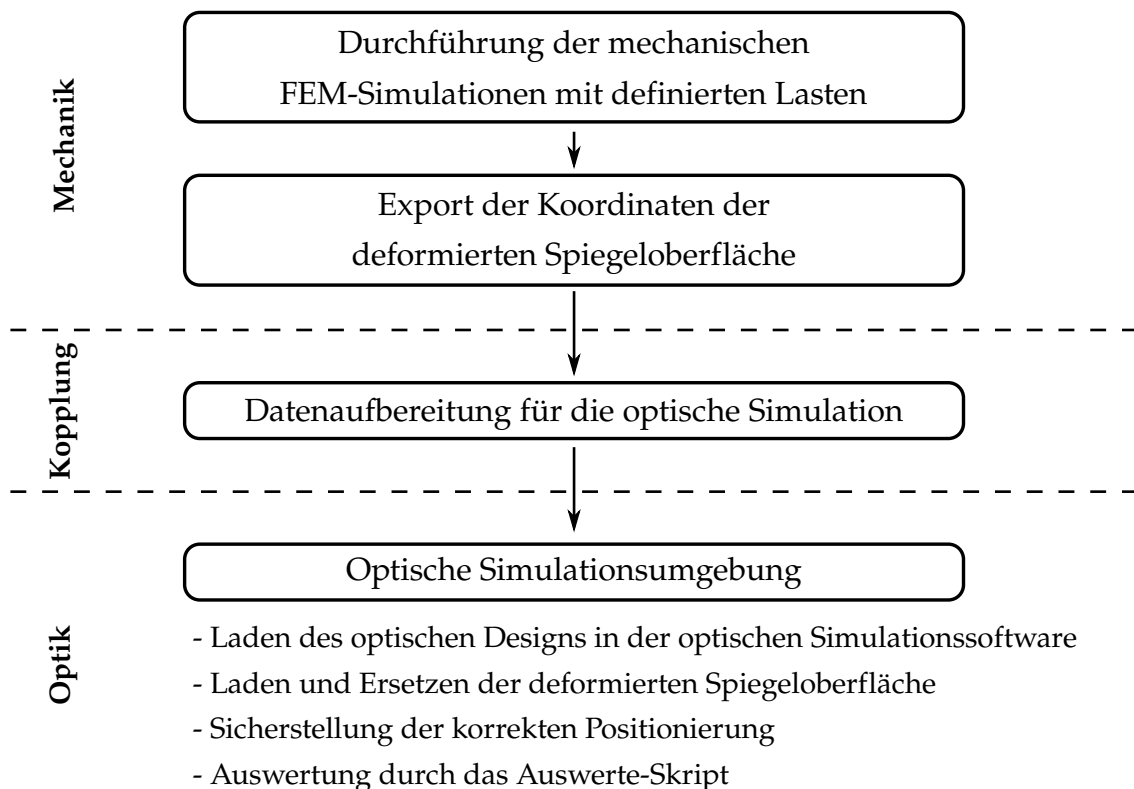 Mechanik
Durchführung der mechanischen
FEM-Simulationen mit definierten Lasten
Export der Koordinaten der
deformierten Spiegeloberfläche
Kopplung
Datenaufbereitung für die optische Simulation
Optik
Optische Simulationsumgebung
- Laden des optischen Designs in der optischen Simulationssoftware
- Laden und Ersetzen der deformierten Spiegeloberfläche
- Sicherstellung der korrekten Positionierung
- Auswertung durch das Auswerte-Skript